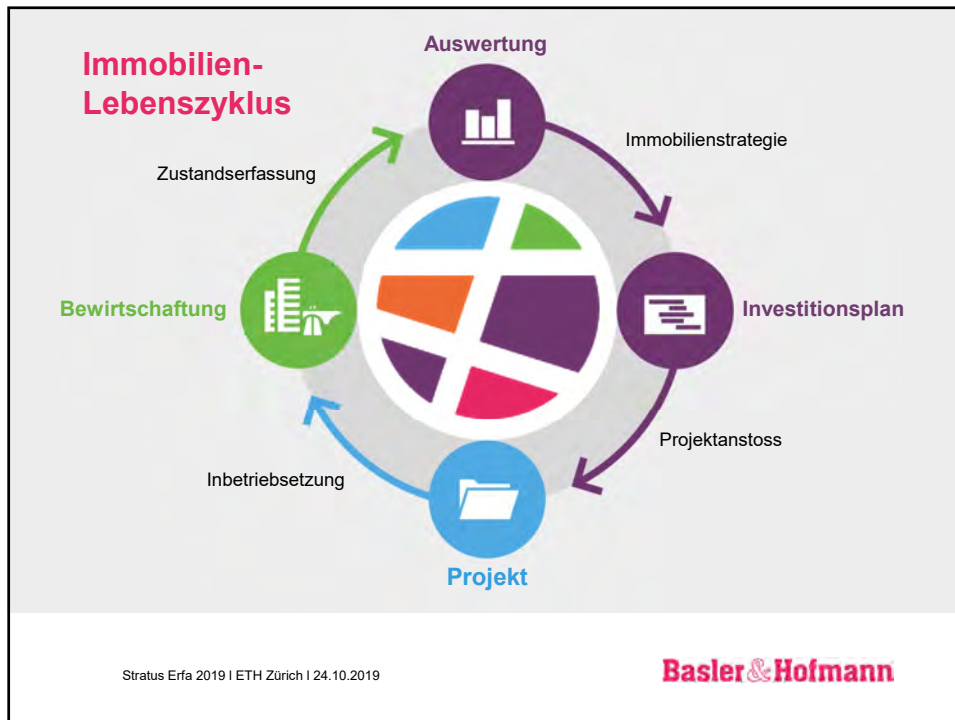 Immobilien-
Lebenszyklus
Auswertung
Immobilienstrategie
Zustandserfassung
Bewirtschaftung
Investitionsplan
Projektanstoss
Inbetriebsetzung
Projekt
Stratus Erfa 2019 I ETH Zürich I 24.10.2019
Basler&Hofmann